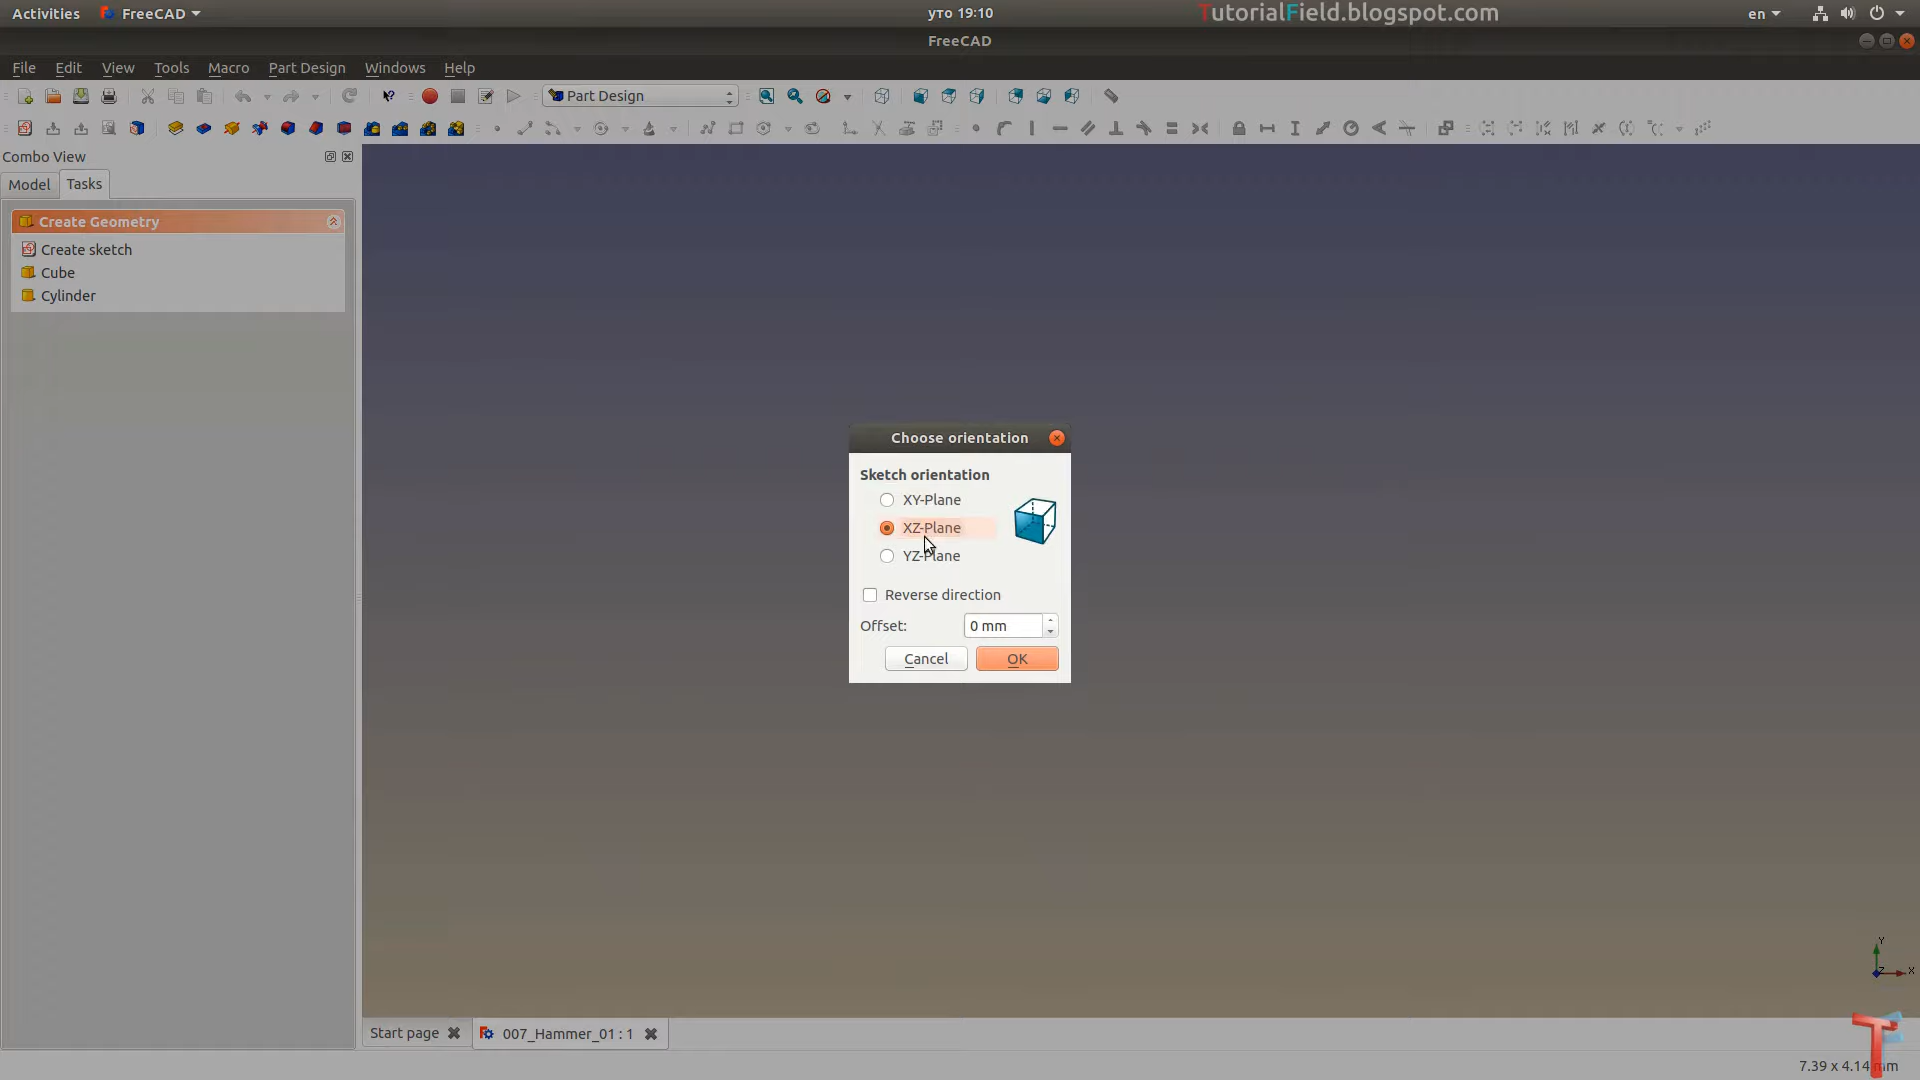 Activities FreeCAD уто 19:10 TutorialField.blogspot.com en
FreeCAD
File Edit View Tools Macro Part Design Windows Help
Part Design
Combo View
Model Tasks
Create Geometry
Create sketch
Cube
Cylinder
Choose orientation
Sketch orientation
XY-Plane
XZ-Plane
YZ-Plane
Reverse direction
Offset: 0 mm
Cancel OK
Y
Z X
Start page 007_Hammer_01 : 1
7.39 x 4.14 mm